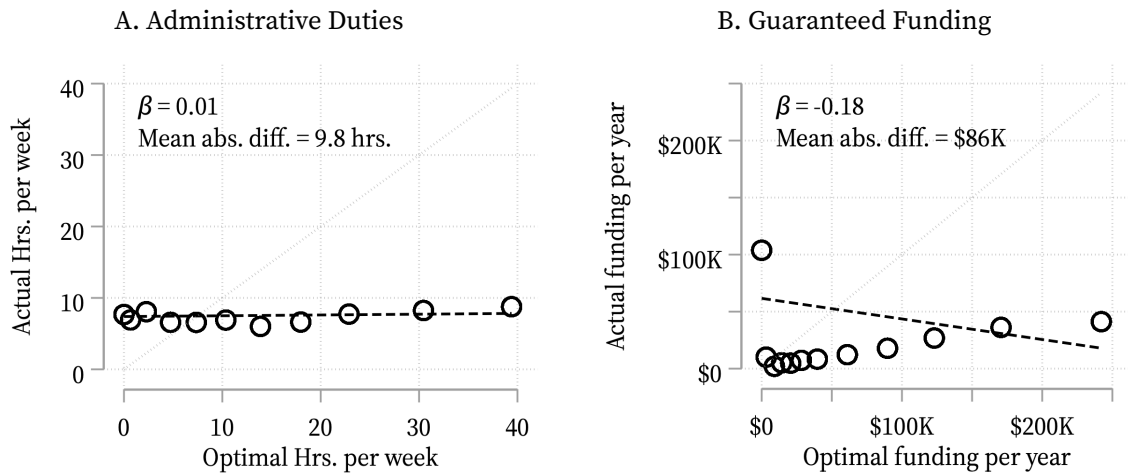 A. Administrative Duties
β = 0.01
Mean abs. diff. = 9.8 hrs.
Actual Hrs. per week
40
30
20
10
0
0 10 20 30 40
Optimal Hrs. per week
B. Guaranteed Funding
β = -0.18
Mean abs. diff. = $86K
Actual funding per year
$200K
$100K
$0
$0 $100K $200K
Optimal funding per year